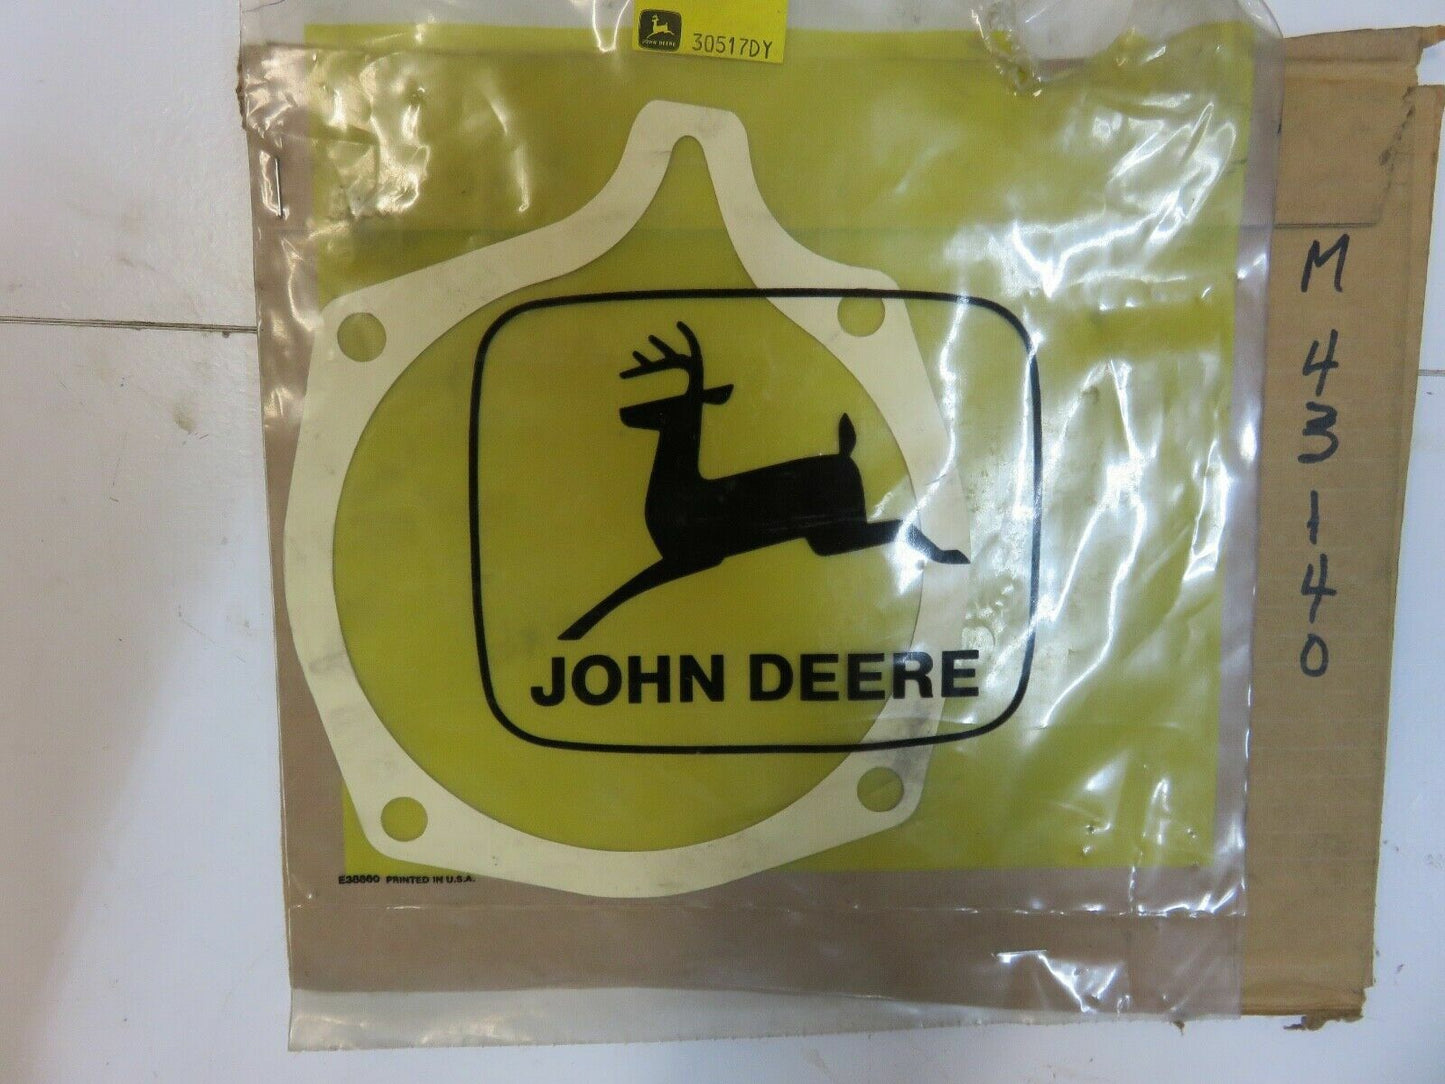 JOHN DEERE
30517DY
JOHN DEERE
E38860 PRINTED IN U.S.A.
M
4
3
1
4
0